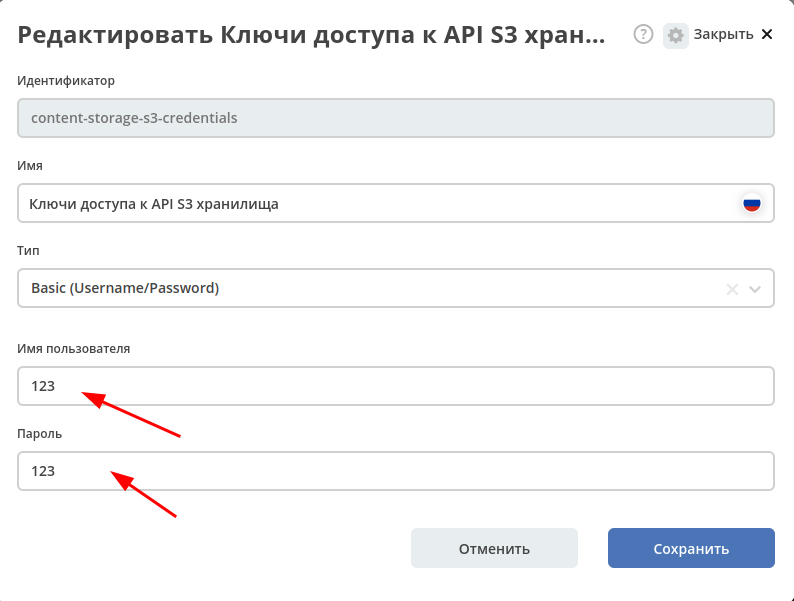 Редактировать Ключи доступа к API S3 хран...
? Закрыть ×
Идентификатор
content-storage-s3-credentials
Имя
Ключи доступа к API S3 хранилища
Тип
Basic (Username/Password)
Имя пользователя
123
Пароль
123
Отменить
Сохранить